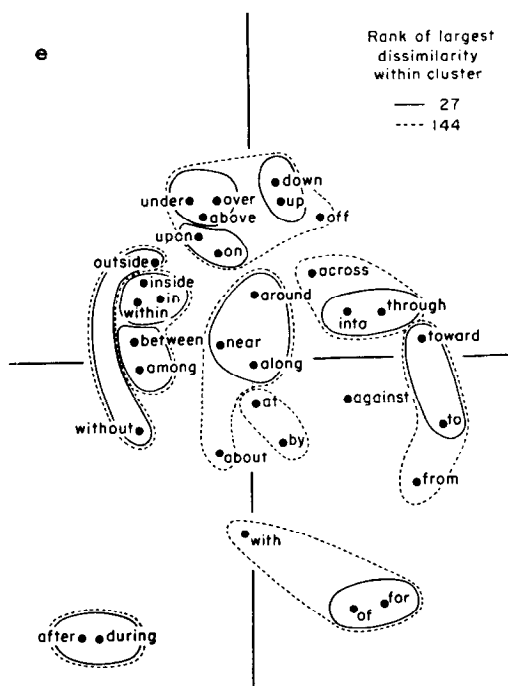 e
Rank of largest
dissimilarity
within cluster
27
144
down
under
over
up
above
off
upon
on
outside
across
inside
in
around
within
through
into
between
near
toward
among
along
at
against
without
to
by
about
from
with
for
of
after
during